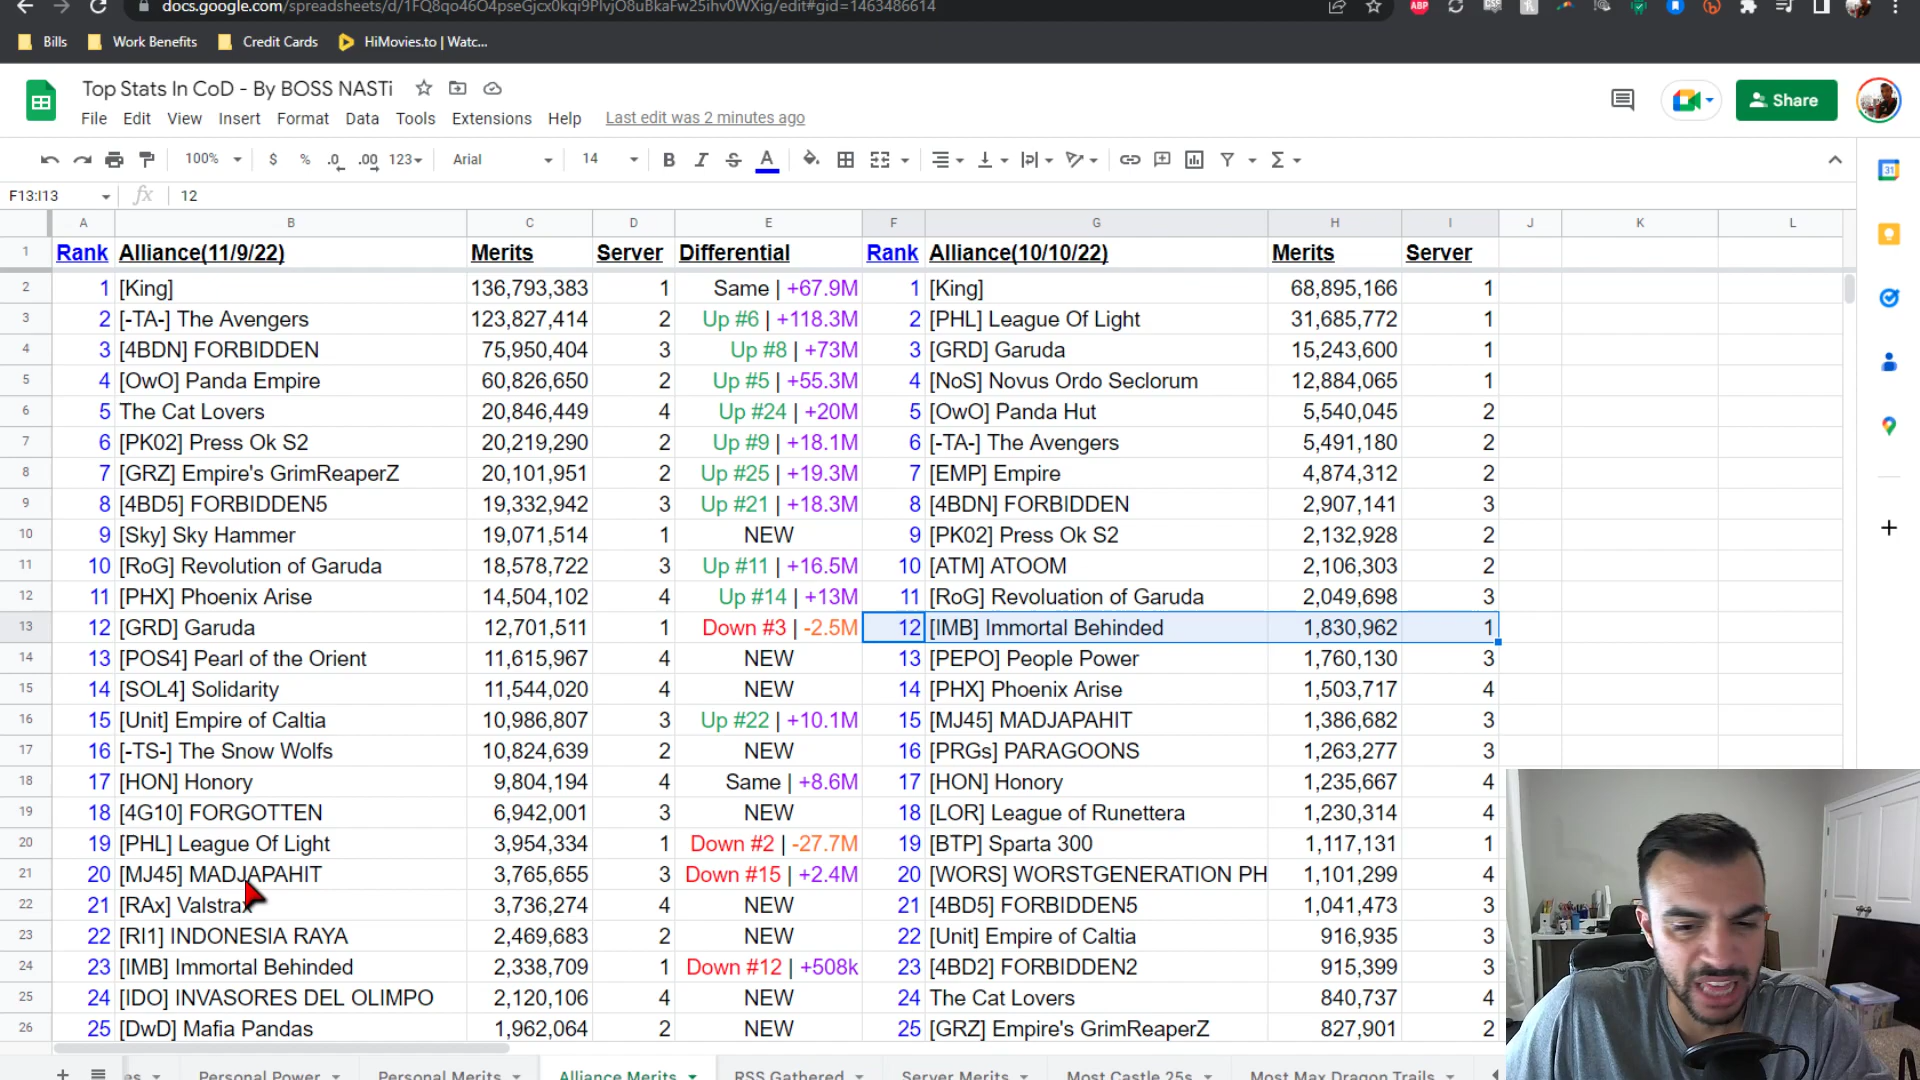 docs.google.com/spreadsheets/d/1FQ8qo46O4pseGjcx0kqi9PlvjO8uBkaFw25ihv0WXig/edit#gid=1463486614
Bills Work Benefits Credit Cards HiMovies.to | Watc...
Top Stats In CoD - By BOSS NASTi
Share
File Edit View Insert Format Data Tools Extensions Help Last edit was 2 minutes ago
100% $ % .0 .00 123 Arial 14 B I S A
F13:I13 fx 12
A B C D E F G H I J K L
1 Rank Alliance(11/9/22) Merits Server Differential Rank Alliance(10/10/22) Merits Server
2 1 [King] 136,793,383 1 Same | +67.9M 1 [King] 68,895,166 1
3 2 [-TA-] The Avengers 123,827,414 2 Up #6 | +118.3M 2 [PHL] League Of Light 31,685,772 1
4 3 [4BDN] FORBIDDEN 75,950,404 3 Up #8 | +73M 3 [GRD] Garuda 15,243,600 1
5 4 [OwO] Panda Empire 60,826,650 2 Up #5 | +55.3M 4 [NoS] Novus Ordo Seclorum 12,884,065 1
6 5 The Cat Lovers 20,846,449 4 Up #24 | +20M 5 [OwO] Panda Hut 5,540,045 2
7 6 [PK02] Press Ok S2 20,219,290 2 Up #9 | +18.1M 6 [-TA-] The Avengers 5,491,180 2
8 7 [GRZ] Empire's GrimReaperZ 20,101,951 2 Up #25 | +19.3M 7 [EMP] Empire 4,874,312 2
9 8 [4BD5] FORBIDDEN5 19,332,942 3 Up #21 | +18.3M 8 [4BDN] FORBIDDEN 2,907,141 3
10 9 [Sky] Sky Hammer 19,071,514 1 NEW 9 [PK02] Press Ok S2 2,132,928 2
11 10 [RoG] Revolution of Garuda 18,578,722 3 Up #11 | +16.5M 10 [ATM] ATOOM 2,106,303 2
12 11 [PHX] Phoenix Arise 14,504,102 4 Up #14 | +13M 11 [RoG] Revoluation of Garuda 2,049,698 3
13 12 [GRD] Garuda 12,701,511 1 Down #3 | -2.5M 12 [IMB] Immortal Behinded 1,830,962 1
14 13 [POS4] Pearl of the Orient 11,615,967 4 NEW 13 [PEPO] People Power 1,760,130 3
15 14 [SOL4] Solidarity 11,544,020 4 NEW 14 [PHX] Phoenix Arise 1,503,717 4
16 15 [Unit] Empire of Caltia 10,986,807 3 Up #22 | +10.1M 15 [MJ45] MADJAPAHIT 1,386,682 3
17 16 [-TS-] The Snow Wolfs 10,824,639 2 NEW 16 [PRGs] PARAGOONS 1,263,277 3
18 17 [HON] Honory 9,804,194 4 Same | +8.6M 17 [HON] Honory 1,235,667 4
19 18 [4G10] FORGOTTEN 6,942,001 3 NEW 18 [LOR] League of Runettera 1,230,314 4
20 19 [PHL] League Of Light 3,954,334 1 Down #2 | -27.7M 19 [BTP] Sparta 300 1,117,131 1
21 20 [MJ45] MADJAPAHIT 3,765,655 3 Down #15 | +2.4M 20 [WORS] WORSTGENERATION PH 1,101,299 4
22 21 [RAx] Valstrax 3,736,274 4 NEW 21 [4BD5] FORBIDDEN5 1,041,473 3
23 22 [RI1] INDONESIA RAYA 2,469,683 2 NEW 22 [Unit] Empire of Caltia 916,935 3
24 23 [IMB] Immortal Behinded 2,338,709 1 Down #12 | +508k 23 [4BD2] FORBIDDEN2 915,399 3
25 24 [IDO] INVASORES DEL OLIMPO 2,120,106 4 NEW 24 The Cat Lovers 840,737 4
26 25 [DwD] Mafia Pandas 1,962,064 2 NEW 25 [GRZ] Empire's GrimReaperZ 827,901 2
Personal Power Personal Merits Alliance Merits RSS Gathered Server Merits Most Castle 25s Most Max Dragon Trails